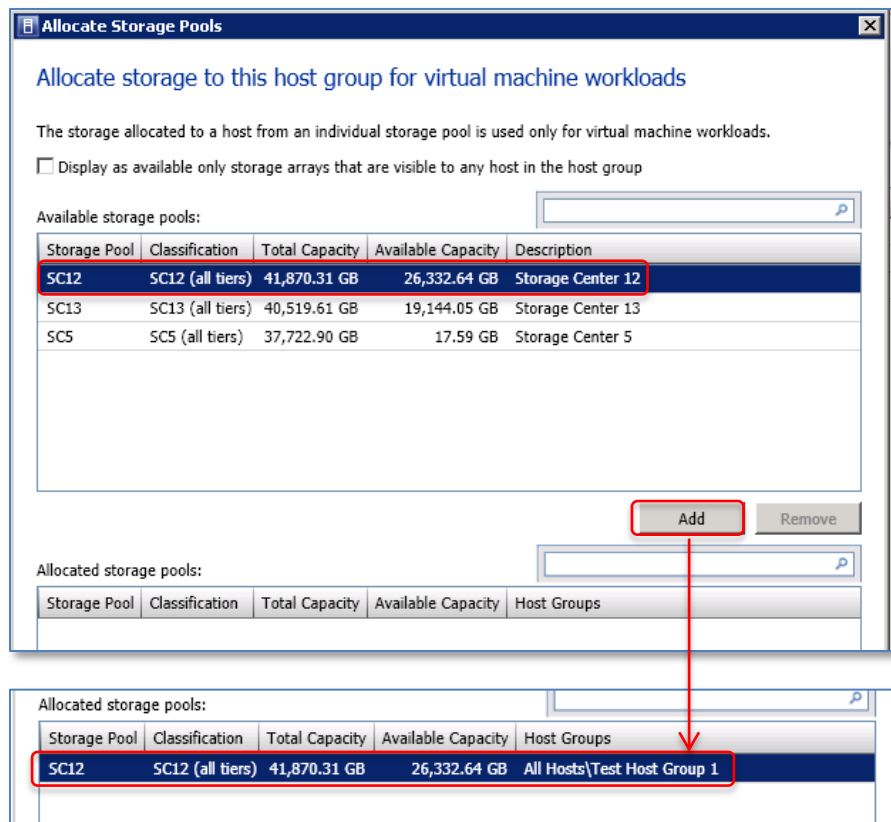 Allocate Storage Pools
Allocate storage to this host group for virtual machine workloads
The storage allocated to a host from an individual storage pool is used only for virtual machine workloads.
Display as available only storage arrays that are visible to any host in the host group
Available storage pools:
Storage Pool Classification Total Capacity Available Capacity Description
SC12 SC12 (all tiers) 41,870.31 GB 26,332.64 GB Storage Center 12
SC13 SC13 (all tiers) 40,519.61 GB 19,144.05 GB Storage Center 13
SC5 SC5 (all tiers) 37,722.90 GB 17.59 GB Storage Center 5
Add Remove
Allocated storage pools:
Storage Pool Classification Total Capacity Available Capacity Host Groups
Allocated storage pools:
Storage Pool Classification Total Capacity Available Capacity Host Groups
SC12 SC12 (all tiers) 41,870.31 GB 26,332.64 GB All Hosts\Test Host Group 1